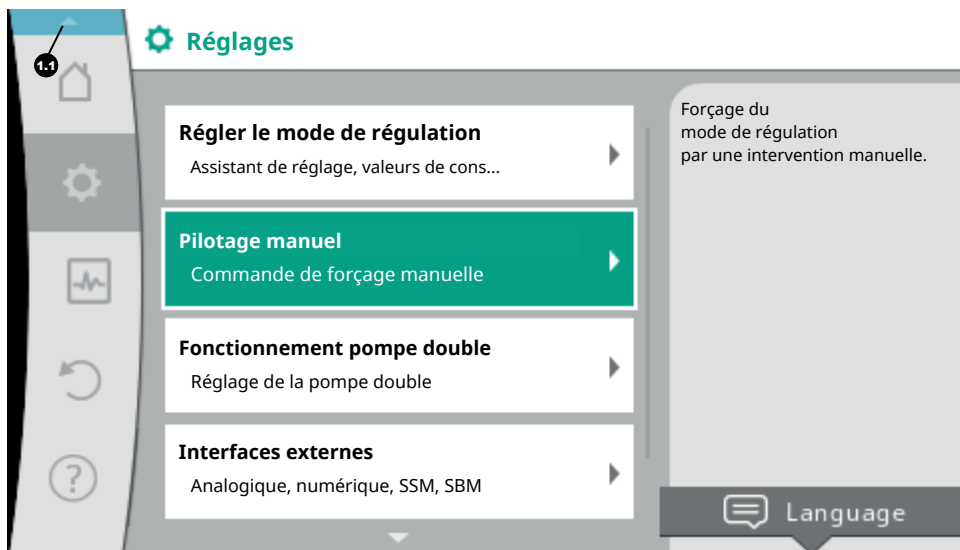 1.1
Réglages
Régler le mode de régulation
Assistant de réglage, valeurs de cons...
Pilotage manuel
Commande de forçage manuelle
Fonctionnement pompe double
Réglage de la pompe double
Interfaces externes
Analogique, numérique, SSM, SBM
Forçage du
mode de régulation
par une intervention manuelle.
?
Language